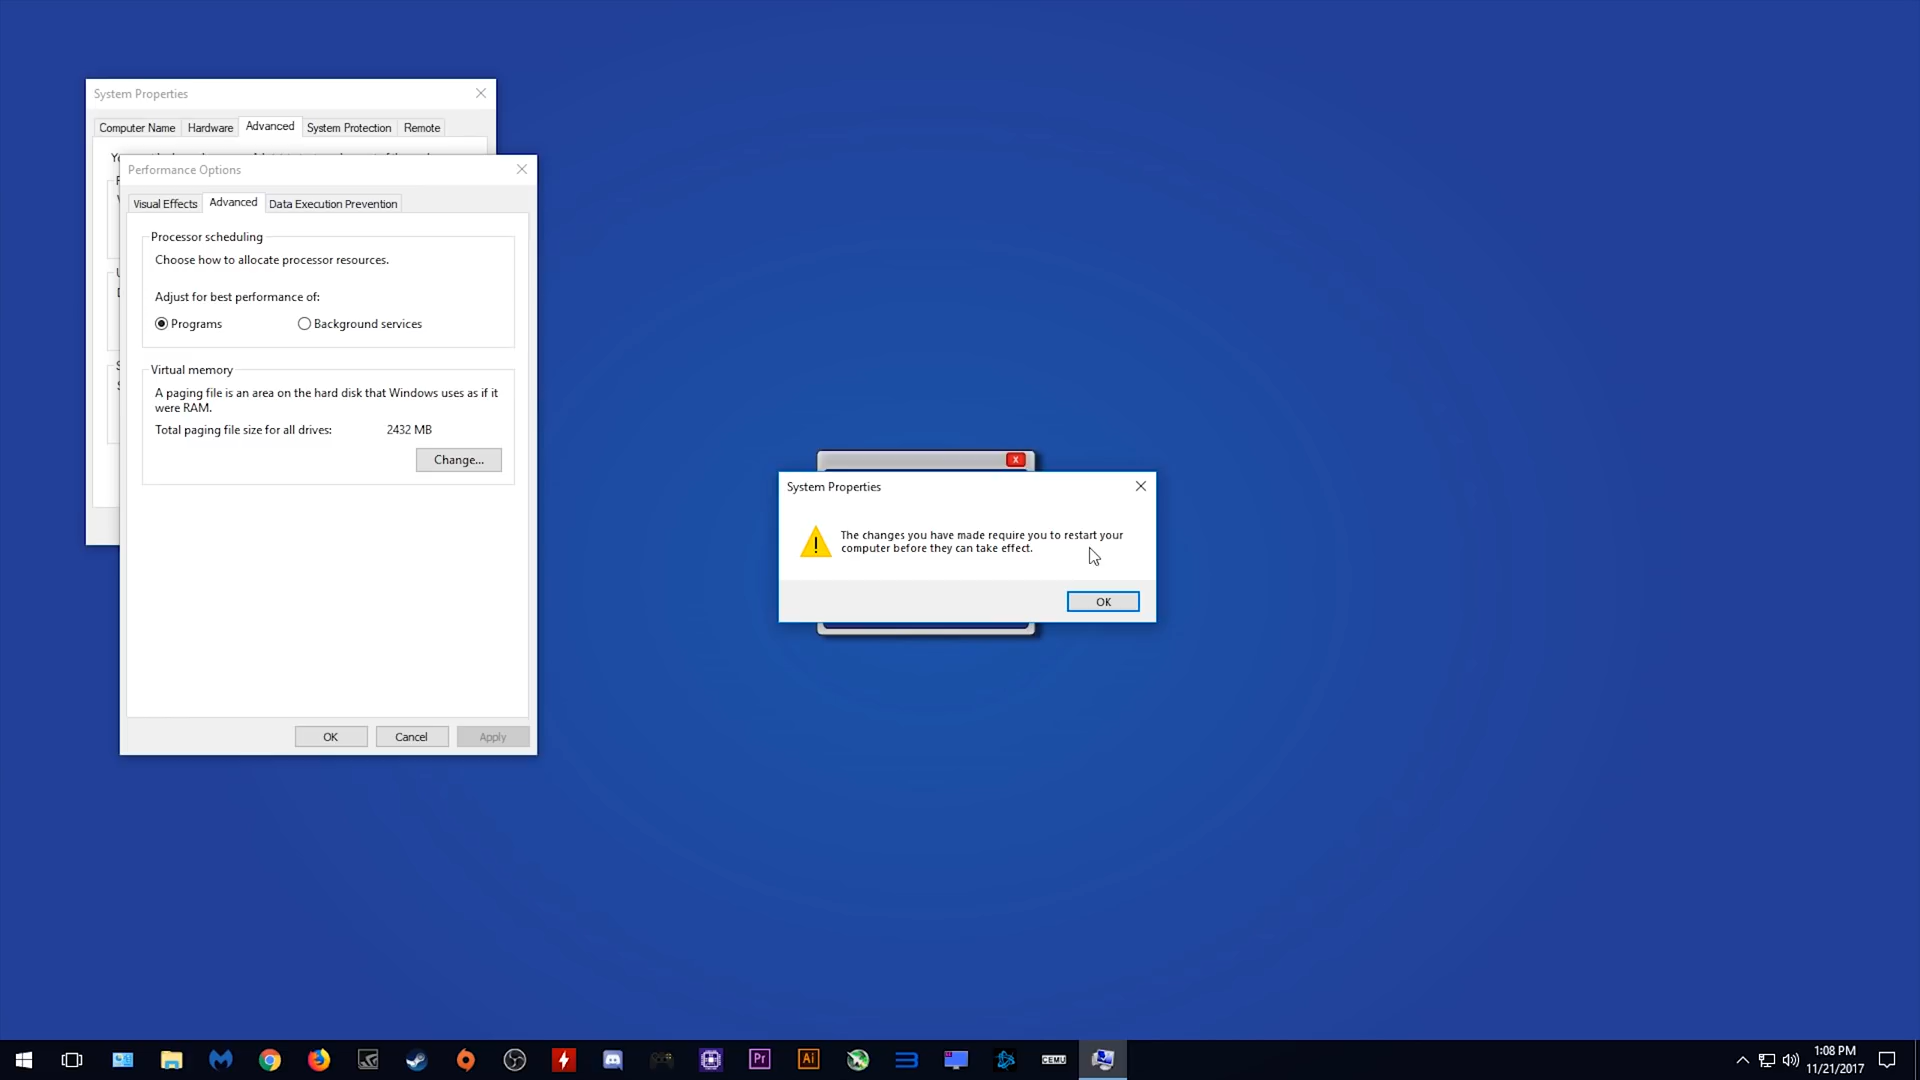 System Properties
Computer Name Hardware Advanced System Protection Remote
Performance Options
Visual Effects Advanced Data Execution Prevention
Processor scheduling
Choose how to allocate processor resources.
Adjust for best performance of:
Programs Background services
Virtual memory
A paging file is an area on the hard disk that Windows uses as if it
were RAM.
Total paging file size for all drives: 2432 MB
Change...
OK Cancel Apply
System Properties
The changes you have made require you to restart your
computer before they can take effect.
OK
Pr
Ai
CEMU
1:08 PM
11/21/2017